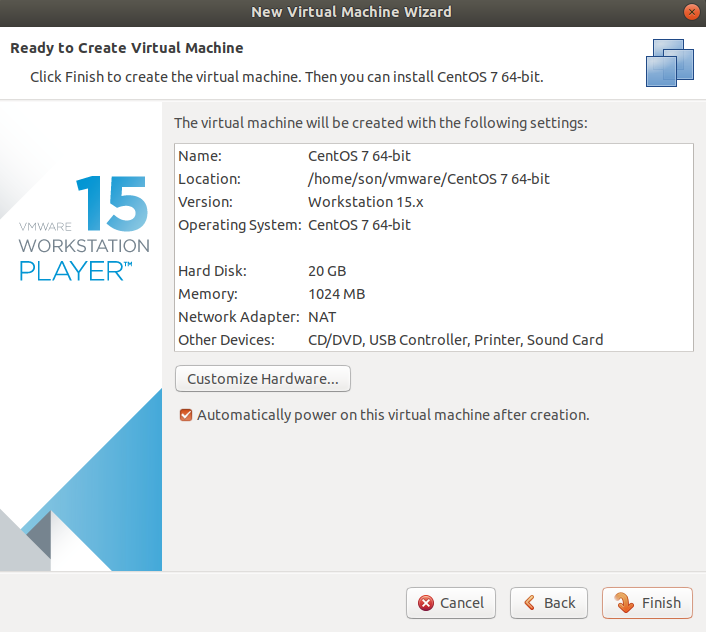 New Virtual Machine Wizard
Ready to Create Virtual Machine
Click Finish to create the virtual machine. Then you can install CentOS 7 64-bit.
The virtual machine will be created with the following settings:
Name: CentOS 7 64-bit
Location: /home/son/vmware/CentOS 7 64-bit
Version: Workstation 15.x
Operating System: CentOS 7 64-bit
Hard Disk: 20 GB
Memory: 1024 MB
Network Adapter: NAT
Other Devices: CD/DVD, USB Controller, Printer, Sound Card
15
VMWARE
WORKSTATION
PLAYER™
Customize Hardware...
Automatically power on this virtual machine after creation.
Cancel
Back
Finish